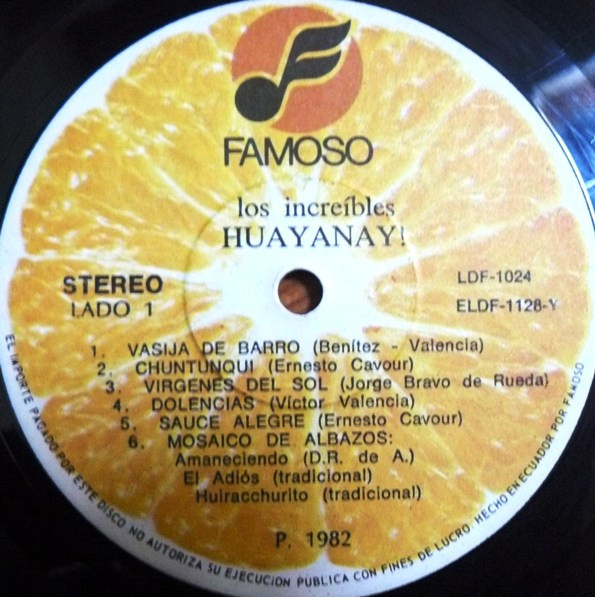 FAMOSO
los increíbles
HUAYANAY!
STEREO
LADO 1
LDF-1024
ELDF-1128-Y
1. VASIJA DE BARRO (Benítez - Valencia)
2. CHUNTUNQUI (Ernesto Cavour)
3. VIRGENES DEL SOL (Jorge Bravo de Rueda)
4. DOLENCIAS (Víctor Valencia)
5. SAUCE ALEGRE (Ernesto Cavour)
6. MOSAICO DE ALBAZOS:
Amaneciendo (D.R. de A.)
El Adiós (tradicional)
Huiracchurito (tradicional)
P. 1982
EL IMPORTE PAGADO POR ESTE DISCO NO AUTORIZA SU EJECUCION PUBLICA CON FINES DE LUCRO. HECHO EN ECUADOR POR FAMOSO